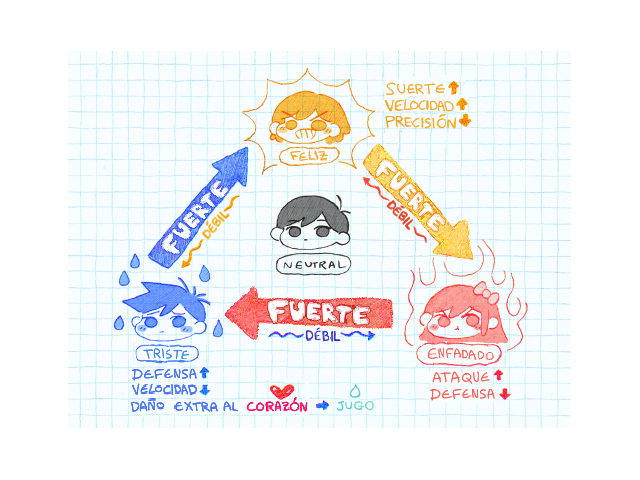 SUERTE
VELOCIDAD
PRECISIÓN
FELIZ
FUERTE
DÉBIL
FUERTE
DÉBIL
NEUTRAL
FUERTE
DÉBIL
TRISTE
DEFENSA
VELOCIDAD
DAÑO EXTRA AL CORAZÓN JUGO
ENFADADO
ATAQUE
DEFENSA